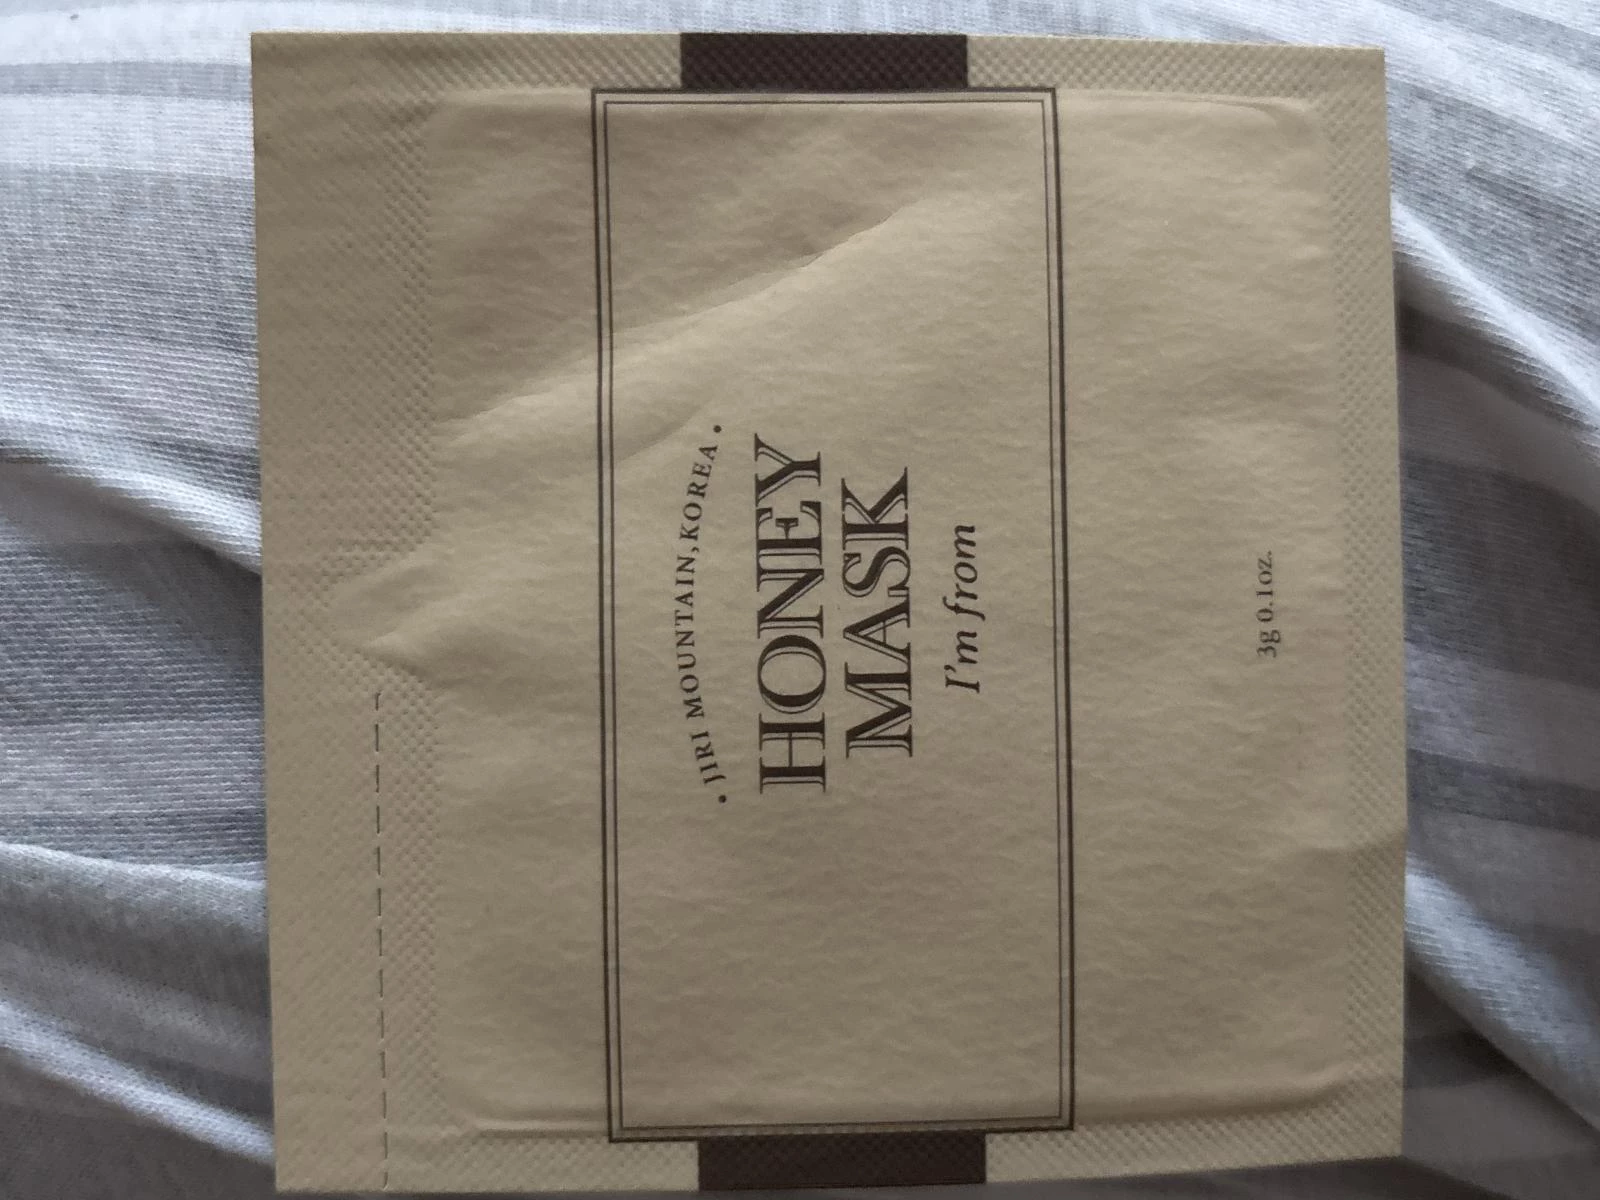 • JIRI MOUNTAIN, KOREA •
HONEY
MASK
I'm from
3g 0.1oz.